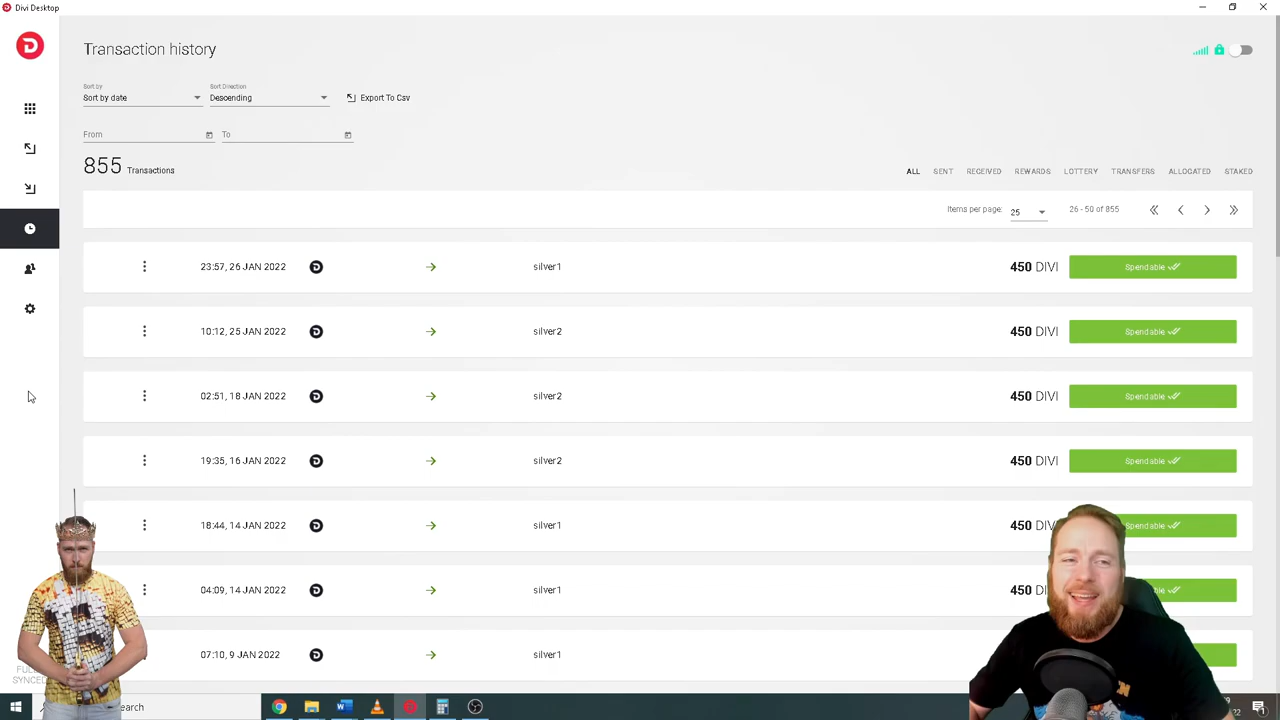 Divi Desktop
Transaction history
Sort by
Sort Direction
Sort by date
Descending
Export To Csv
From
To
855 Transactions
ALL SENT RECEIVED REWARDS LOTTERY TRANSFERS ALLOCATED STAKED
Items per page: 25 26 - 50 of 855
23:57, 26 JAN 2022 silver1 450 DIVI Spendable
10:12, 25 JAN 2022 silver2 450 DIVI Spendable
02:51, 18 JAN 2022 silver2 450 DIVI Spendable
19:35, 16 JAN 2022 silver2 450 DIVI Spendable
18:44, 14 JAN 2022 silver1 450 Spendable
04:09, 14 JAN 2022 silver1 450
07:10, 9 JAN 2022 silver1